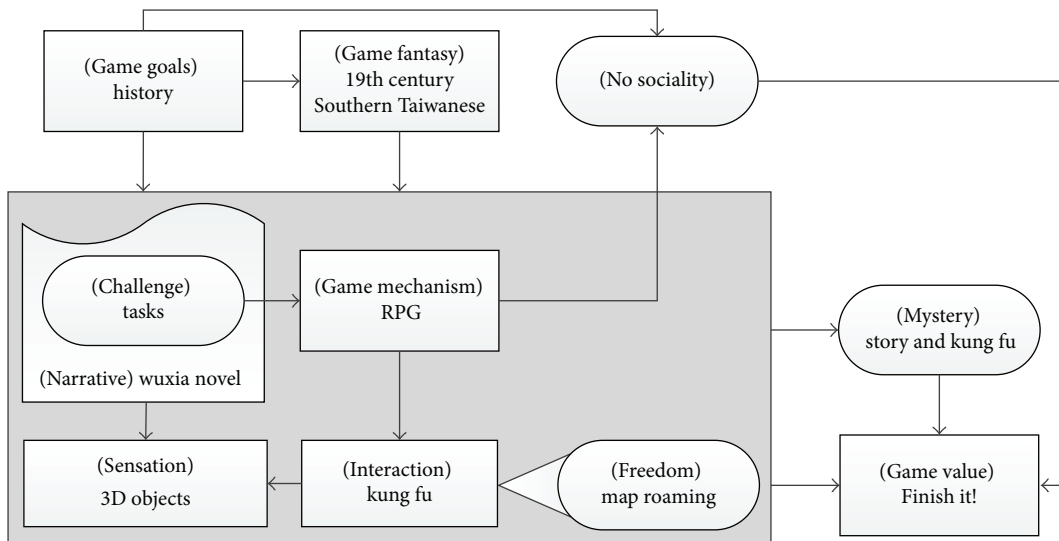 (Game goals)
history
(Game fantasy)
19th century
Southern Taiwanese
(No sociality)
(Challenge)
tasks
(Narrative) wuxia novel
(Game mechanism)
RPG
(Mystery)
story and kung fu
(Sensation)
3D objects
(Interaction)
kung fu
(Freedom)
map roaming
(Game value)
Finish it!